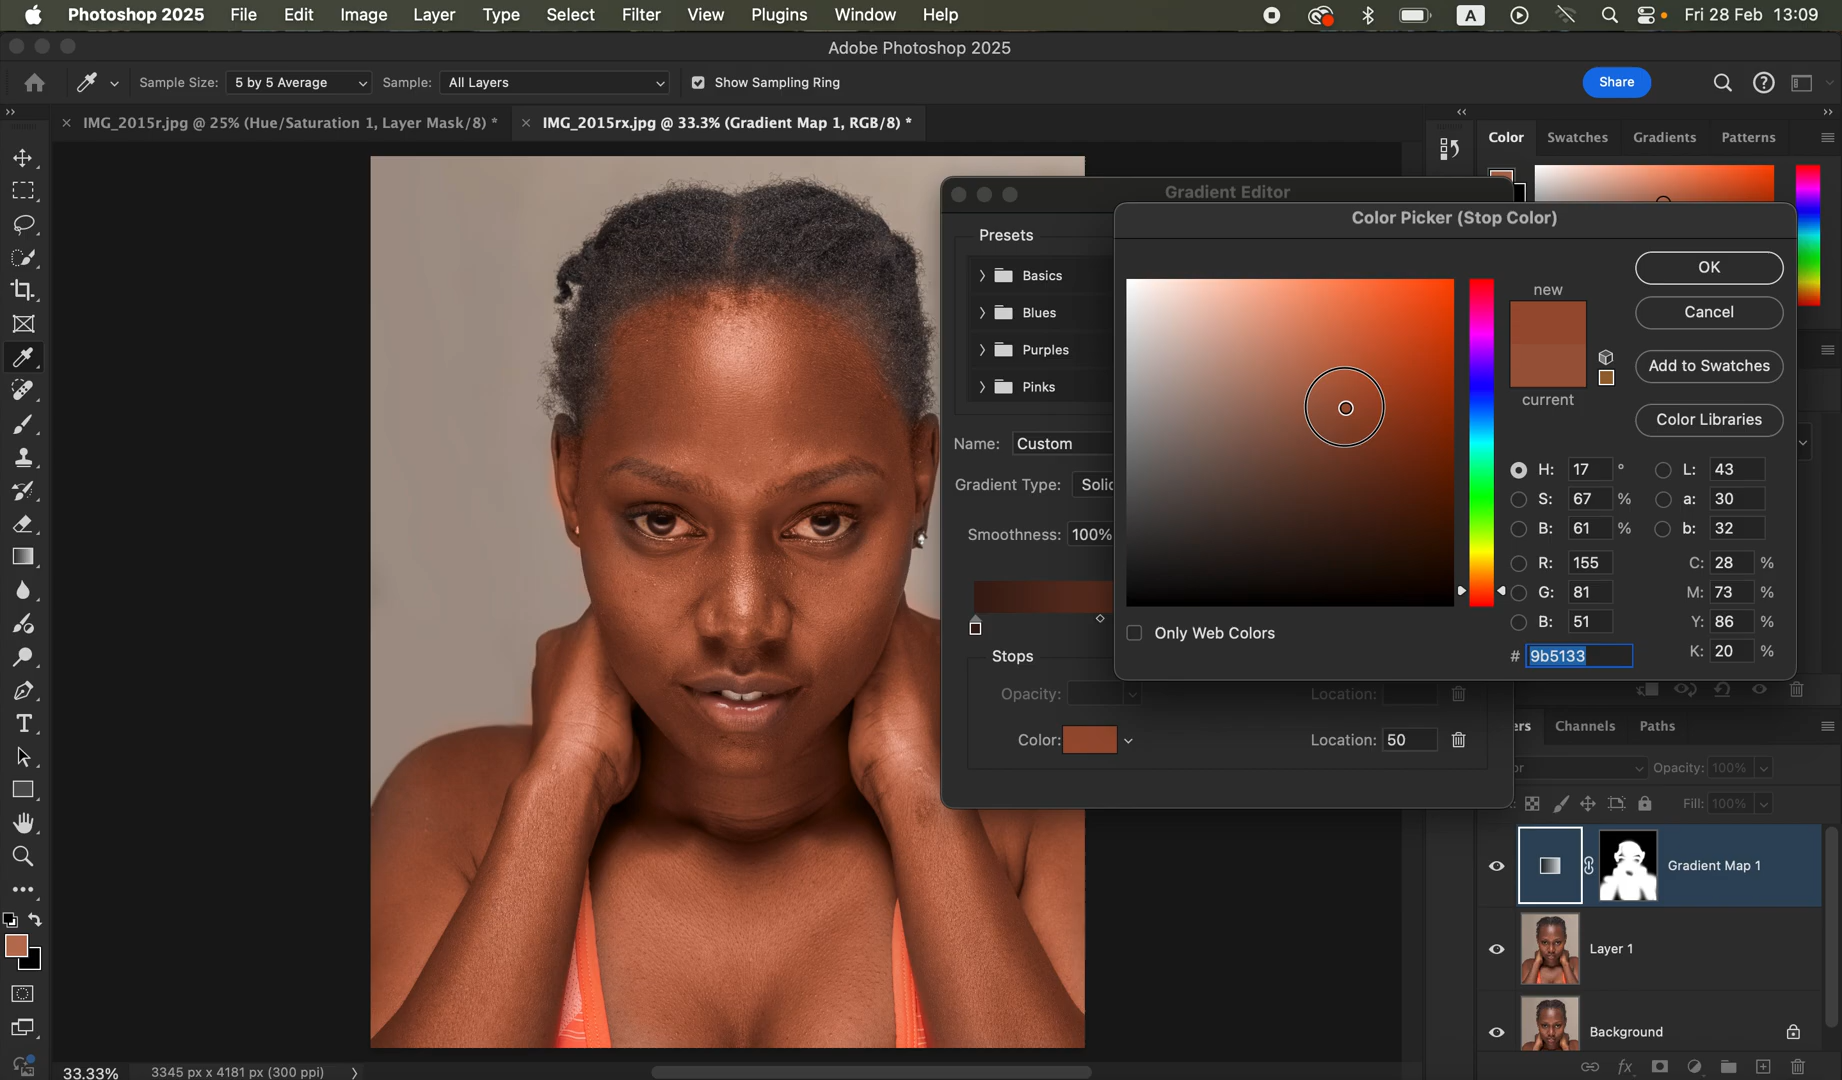 Photoshop 2025 File Edit Image Layer Type Select Filter View Plugins Window Help A Fri 28 Feb 13:09
Adobe Photoshop 2025
Sample Size: 5 by 5 Average Sample: All Layers Show Sampling Ring Share
IMG_2015r.jpg @ 25% (Hue/Saturation 1, Layer Mask/8) * IMG_2015rx.jpg @ 33.3% (Gradient Map 1, RGB/8) *
Color Swatches Gradients Patterns
Gradient Editor
Presets
Basics
Blues
Purples
Pinks
Name: Custom
Gradient Type: Solid
Smoothness: 100%
Stops
Opacity: Location:
Color: Location: 50
Color Picker (Stop Color)
new
current
OK
Cancel
Add to Swatches
Color Libraries
H: 17 ° L: 43
S: 67 % a: 30
B: 61 % b: 32
R: 155 C: 28 %
G: 81 M: 73 %
B: 51 Y: 86 %
# 9b5133 K: 20 %
Only Web Colors
ers Channels Paths
or Opacity: 100%
Fill: 100%
Gradient Map 1
Layer 1
Background
fx
33.33% 3345 px x 4181 px (300 ppi)